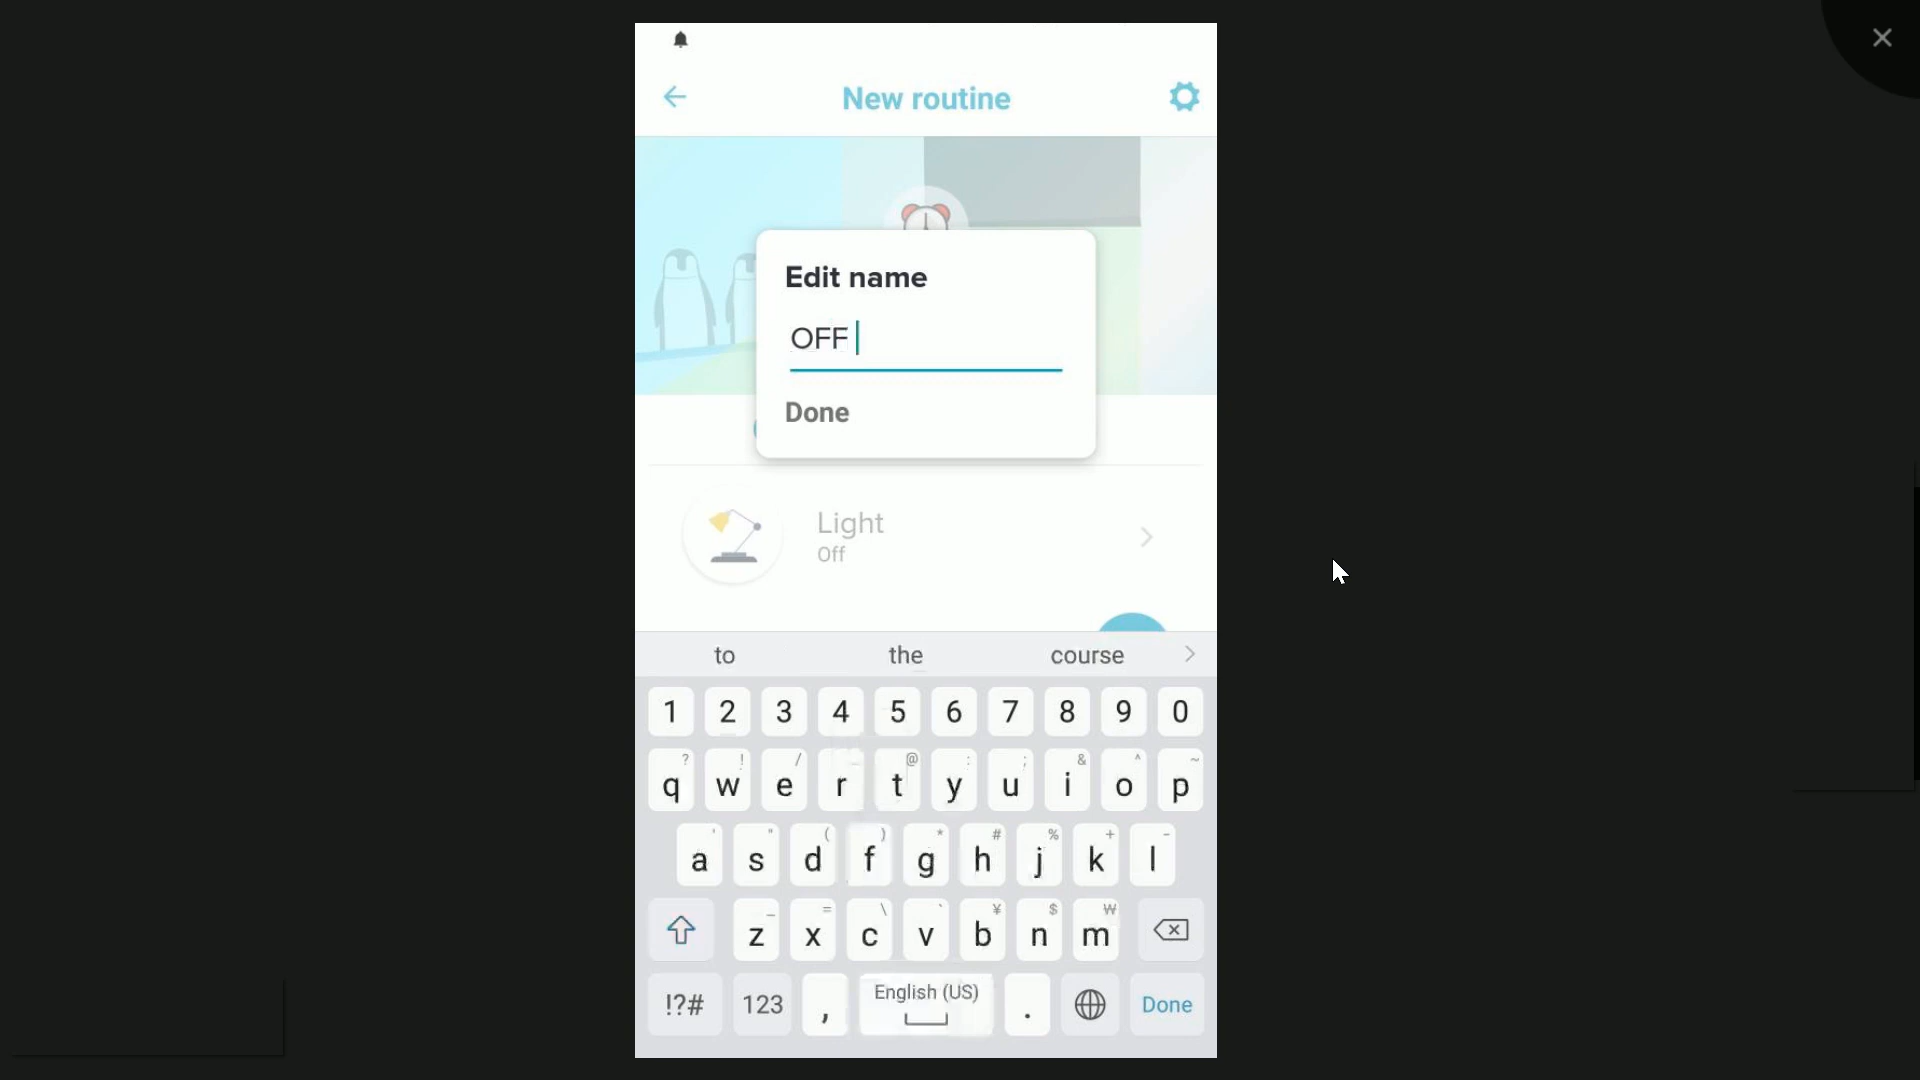 New routine
Edit name
OFF
Done
Light
Off
to the course
1 2 3 4 5 6 7 8 9 0
? ! / @ : ; & ^ ~
q w e r t y u i o p
' " ( ) * # % + -
a s d f g h j k l
_ = \ ` ¥ $ ₩
z x c v b n m
!?# 123 , English (US) . Done